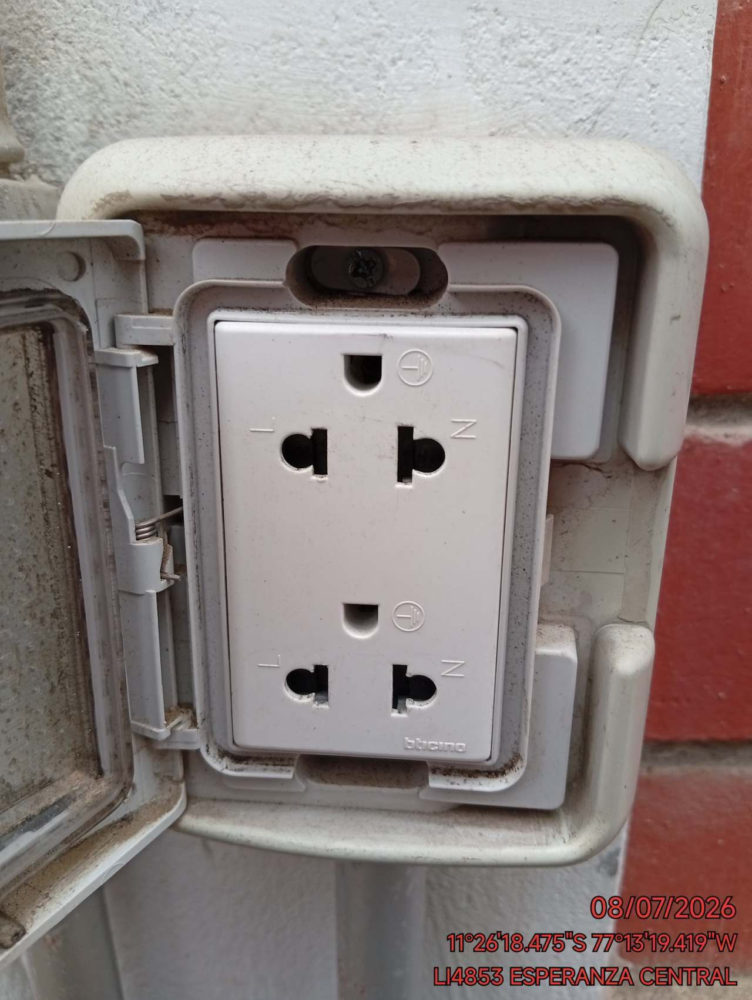 L N
L N
bticino
08/07/2026
11°26'18.475"S 77°13'19.419"W
LI4853 ESPERANZA CENTRAL